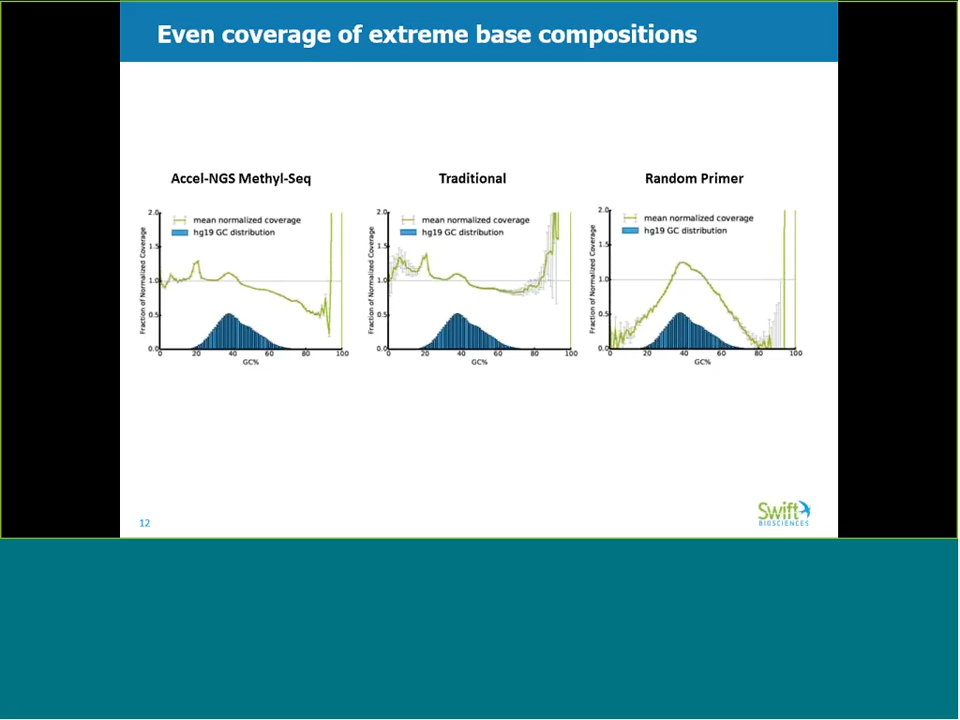 Even coverage of extreme base compositions
Accel-NGS Methyl-Seq
2.0
1.5
1.0
0.5
0.0
Fraction of Normalized Coverage
mean normalized coverage
hg19 GC distribution
0 20 40 60 80 100
GC%
Traditional
2.0
1.5
1.0
0.5
0.0
Fraction of Normalized Coverage
mean normalized coverage
hg19 GC distribution
0 20 40 60 80 100
GC%
Random Primer
2.0
1.5
1.0
0.5
0.0
Fraction of Normalized Coverage
mean normalized coverage
hg19 GC distribution
0 20 40 60 80 100
GC%
12
Swift
BIOSCIENCES